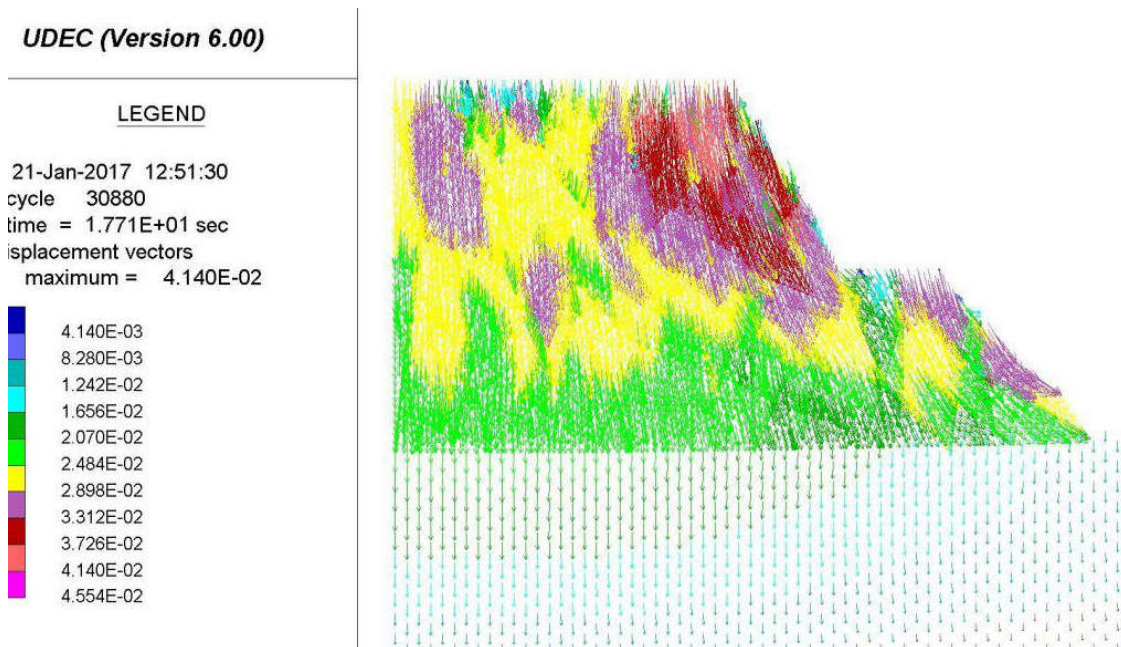 UDEC (Version 6.00)
LEGEND
21-Jan-2017 12:51:30
cycle 30880
time = 1.771E+01 sec
isplacement vectors
maximum = 4.140E-02
4.140E-03
8.280E-03
1.242E-02
1.656E-02
2.070E-02
2.484E-02
2.898E-02
3.312E-02
3.726E-02
4.140E-02
4.554E-02